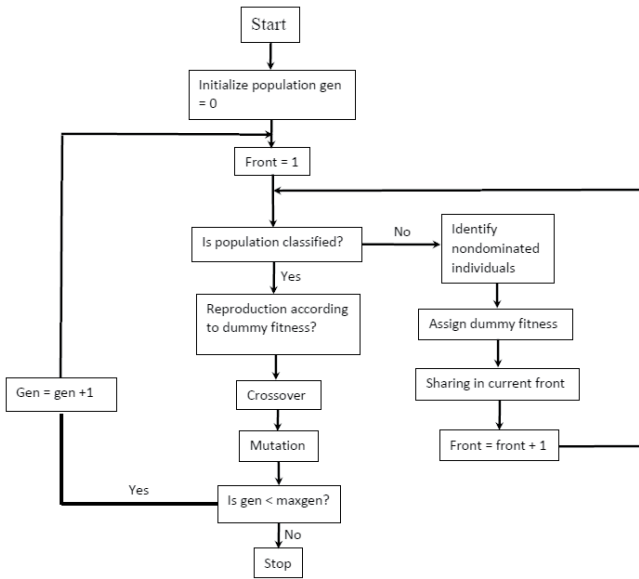 Start
Initialize population gen
= 0
Front = 1
Is population classified?
No
Identify
nondominated
individuals
Yes
Reproduction according
to dummy fitness?
Assign dummy fitness
Sharing in current front
Gen = gen +1
Crossover
Front = front + 1
Mutation
Yes
Is gen < maxgen?
No
Stop